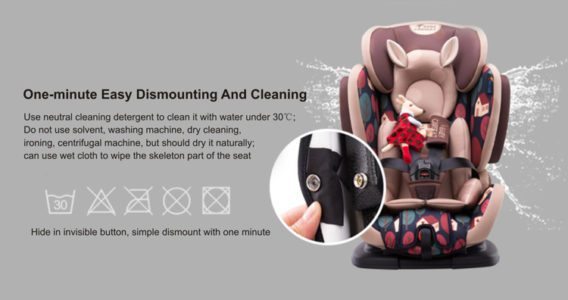 One-minute Easy Dismounting And Cleaning
Use neutral cleaning detergent to clean it with water under 30℃;
Do not use solvent, washing machine, dry cleaning,
ironing, centrifugal machine, but should dry it naturally;
can use wet cloth to wipe the skeleton part of the seat
30
Hide in invisible button, simple dismount with one minute